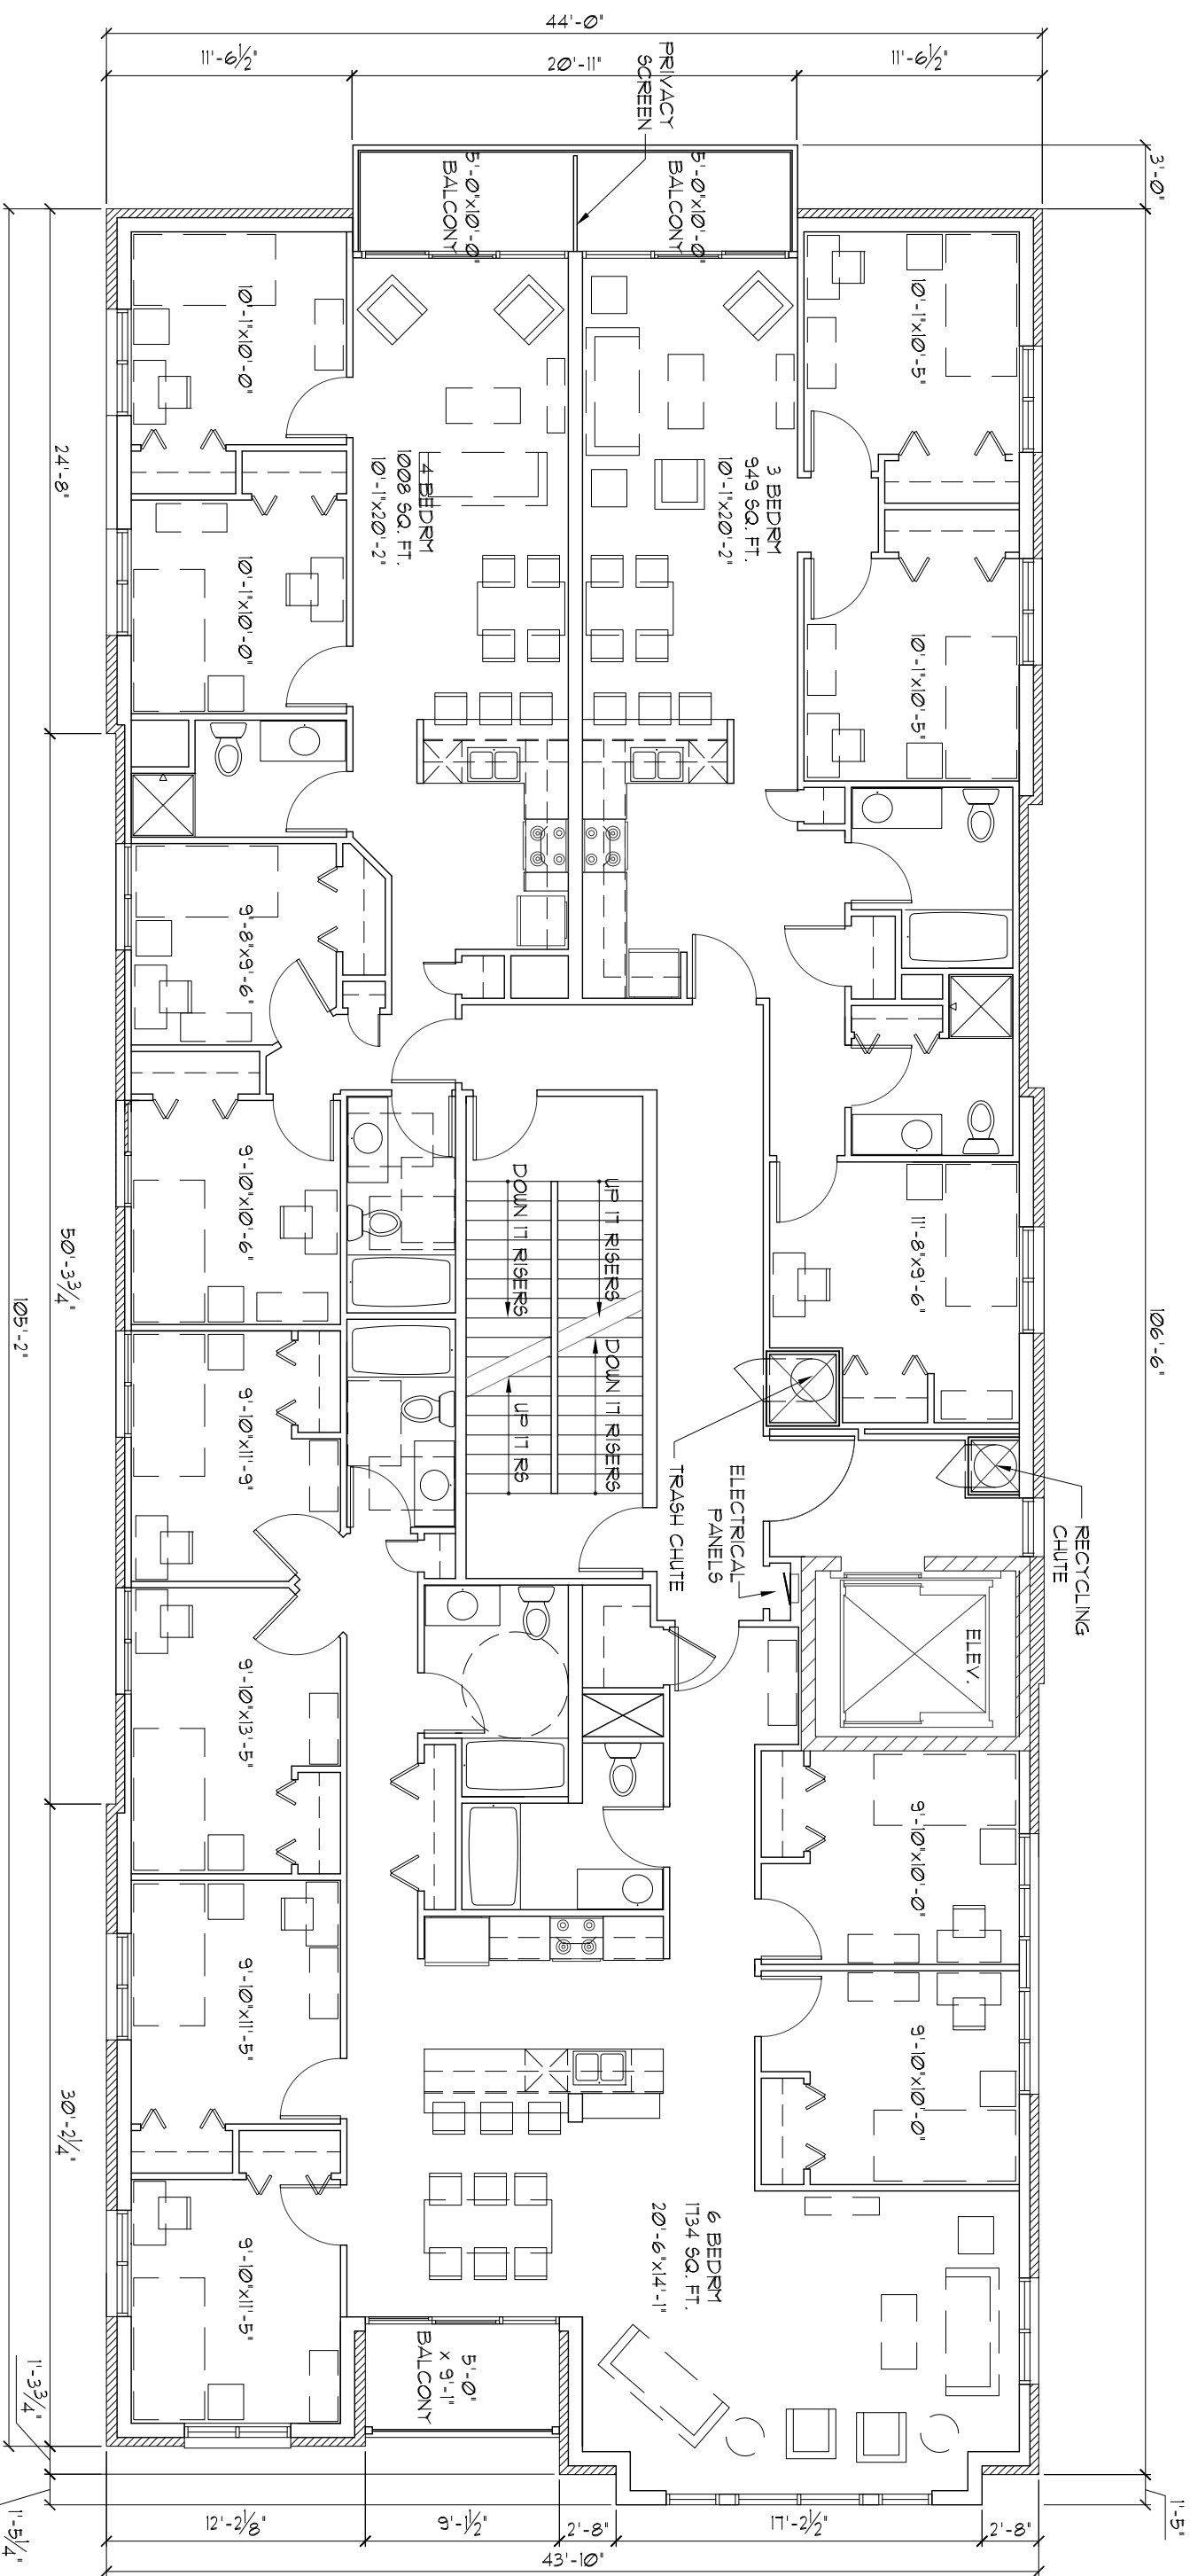 44'-0"
11'-6½"
20'-11"
11'-6½"
PRIVACY
SCREEN
3'-0"
5'-0"x10'-0"
BALCONY
5'-0"x10'-0"
BALCONY
10'-1"x10'-0"
10'-1"x10'-5"
24'-8"
4 BEDRM
1008 SQ. FT.
10'-1"x20'-2"
3 BEDRM
949 SQ. FT.
10'-1"x20'-2"
10'-1"x10'-0"
10'-1"x10'-5"
9'-8"x9'-6"
9'-10"x10'-6"
11'-8"x9'-6"
DOWN 17 RISERS
UP 17 RISERS
DOWN 17 RISERS
UP 17 RS
50'-3¾"
105'-2"
106'-6"
9'-10"x11'-9"
TRASH CHUTE
ELECTRICAL
PANELS
RECYCLING
CHUTE
ELEV.
9'-10"x13'-5"
9'-10"x10'-0"
9'-10"x11'-5"
9'-10"x10'-0"
30'-2¼"
6 BEDRM
1734 SQ. FT.
20'-6"x14'-1"
9'-10"x11'-5"
5'-0"
x 9'-1"
BALCONY
1'-3¾"
1'-5¼"
1'-5"
12'-2⅛"
9'-1½"
2'-8"
17'-2½"
2'-8"
43'-10"